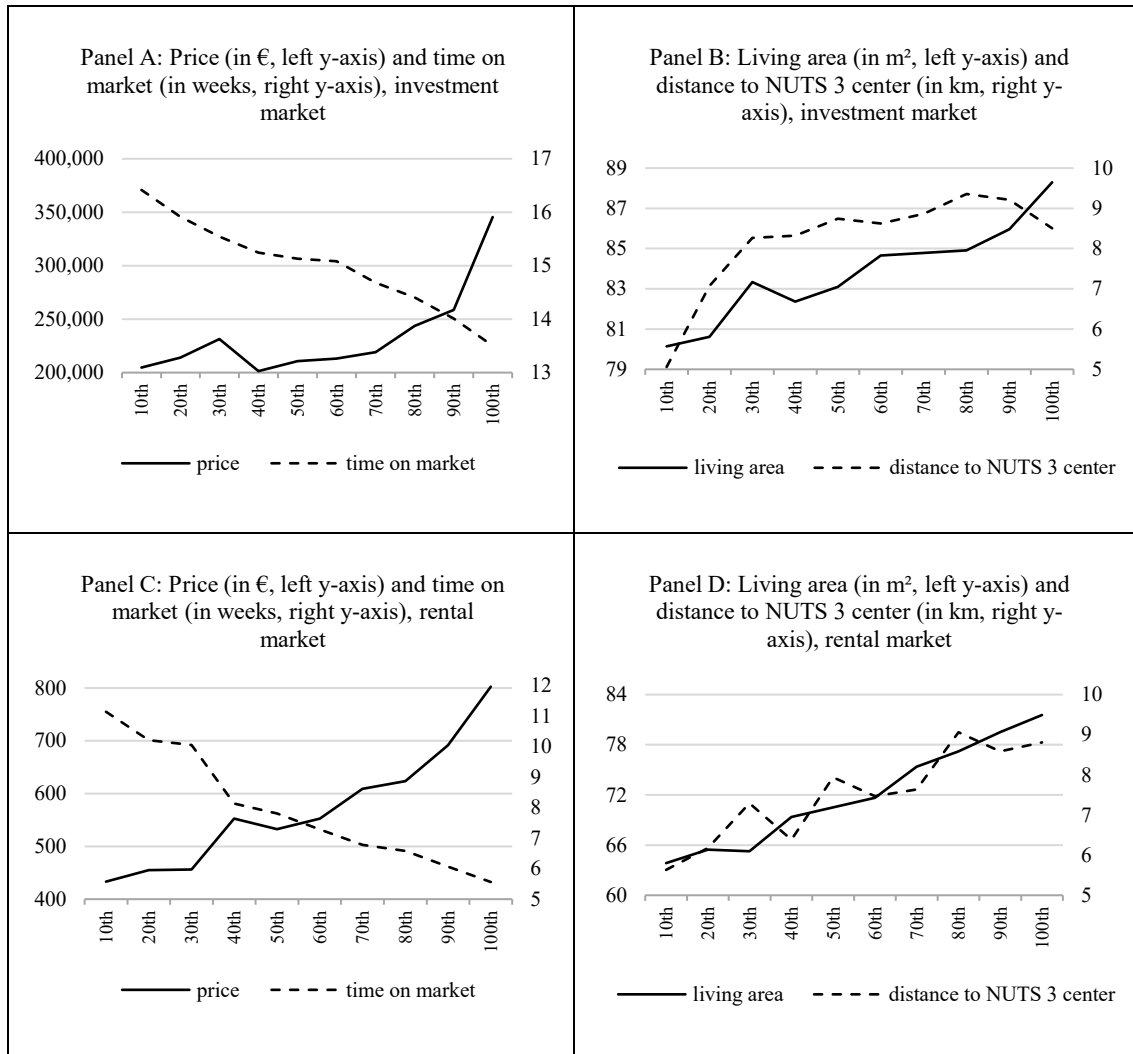 Panel A: Price (in €, left y-axis) and time on
market (in weeks, right y-axis), investment
market
400,000
350,000
300,000
250,000
200,000
17
16
15
14
13
10th
20th
30th
40th
50th
60th
70th
80th
90th
100th
price
time on market
Panel B: Living area (in m², left y-axis) and
distance to NUTS 3 center (in km, right y-
axis), investment market
89
87
85
83
81
79
10
9
8
7
6
5
10th
20th
30th
40th
50th
60th
70th
80th
90th
100th
living area
distance to NUTS 3 center
Panel C: Price (in €, left y-axis) and time on
market (in weeks, right y-axis), rental
market
800
700
600
500
400
12
11
10
9
8
7
6
5
10th
20th
30th
40th
50th
60th
70th
80th
90th
100th
price
time on market
Panel D: Living area (in m², left y-axis) and
distance to NUTS 3 center (in km, right y-
axis), rental market
84
78
72
66
60
10
9
8
7
6
5
10th
20th
30th
40th
50th
60th
70th
80th
90th
100th
living area
distance to NUTS 3 center